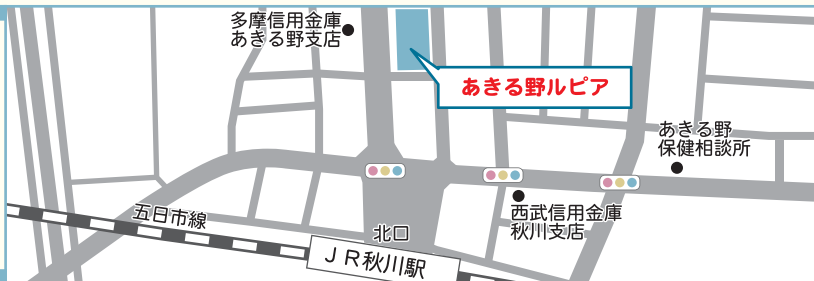 多摩信用金庫
あきる野支店
あきる野ルピア
あきる野
保健相談所
西武信用金庫
秋川支店
五日市線
北口
JR秋川駅